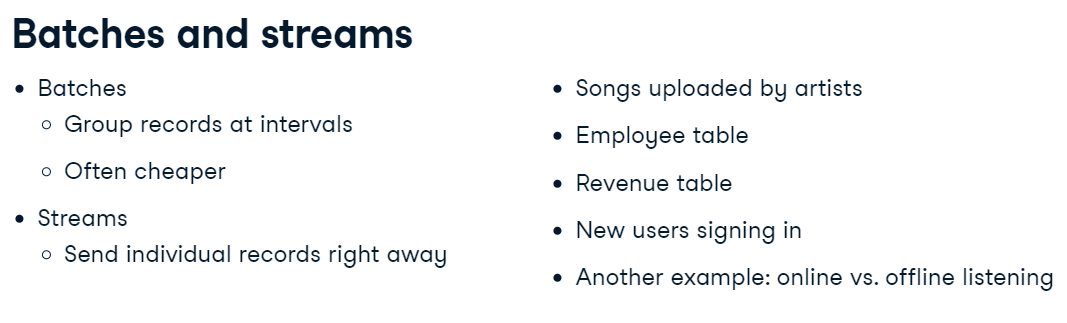 Batches and streams
• Batches
○ Group records at intervals
○ Often cheaper
• Streams
○ Send individual records right away
• Songs uploaded by artists
• Employee table
• Revenue table
• New users signing in
• Another example: online vs. offline listening